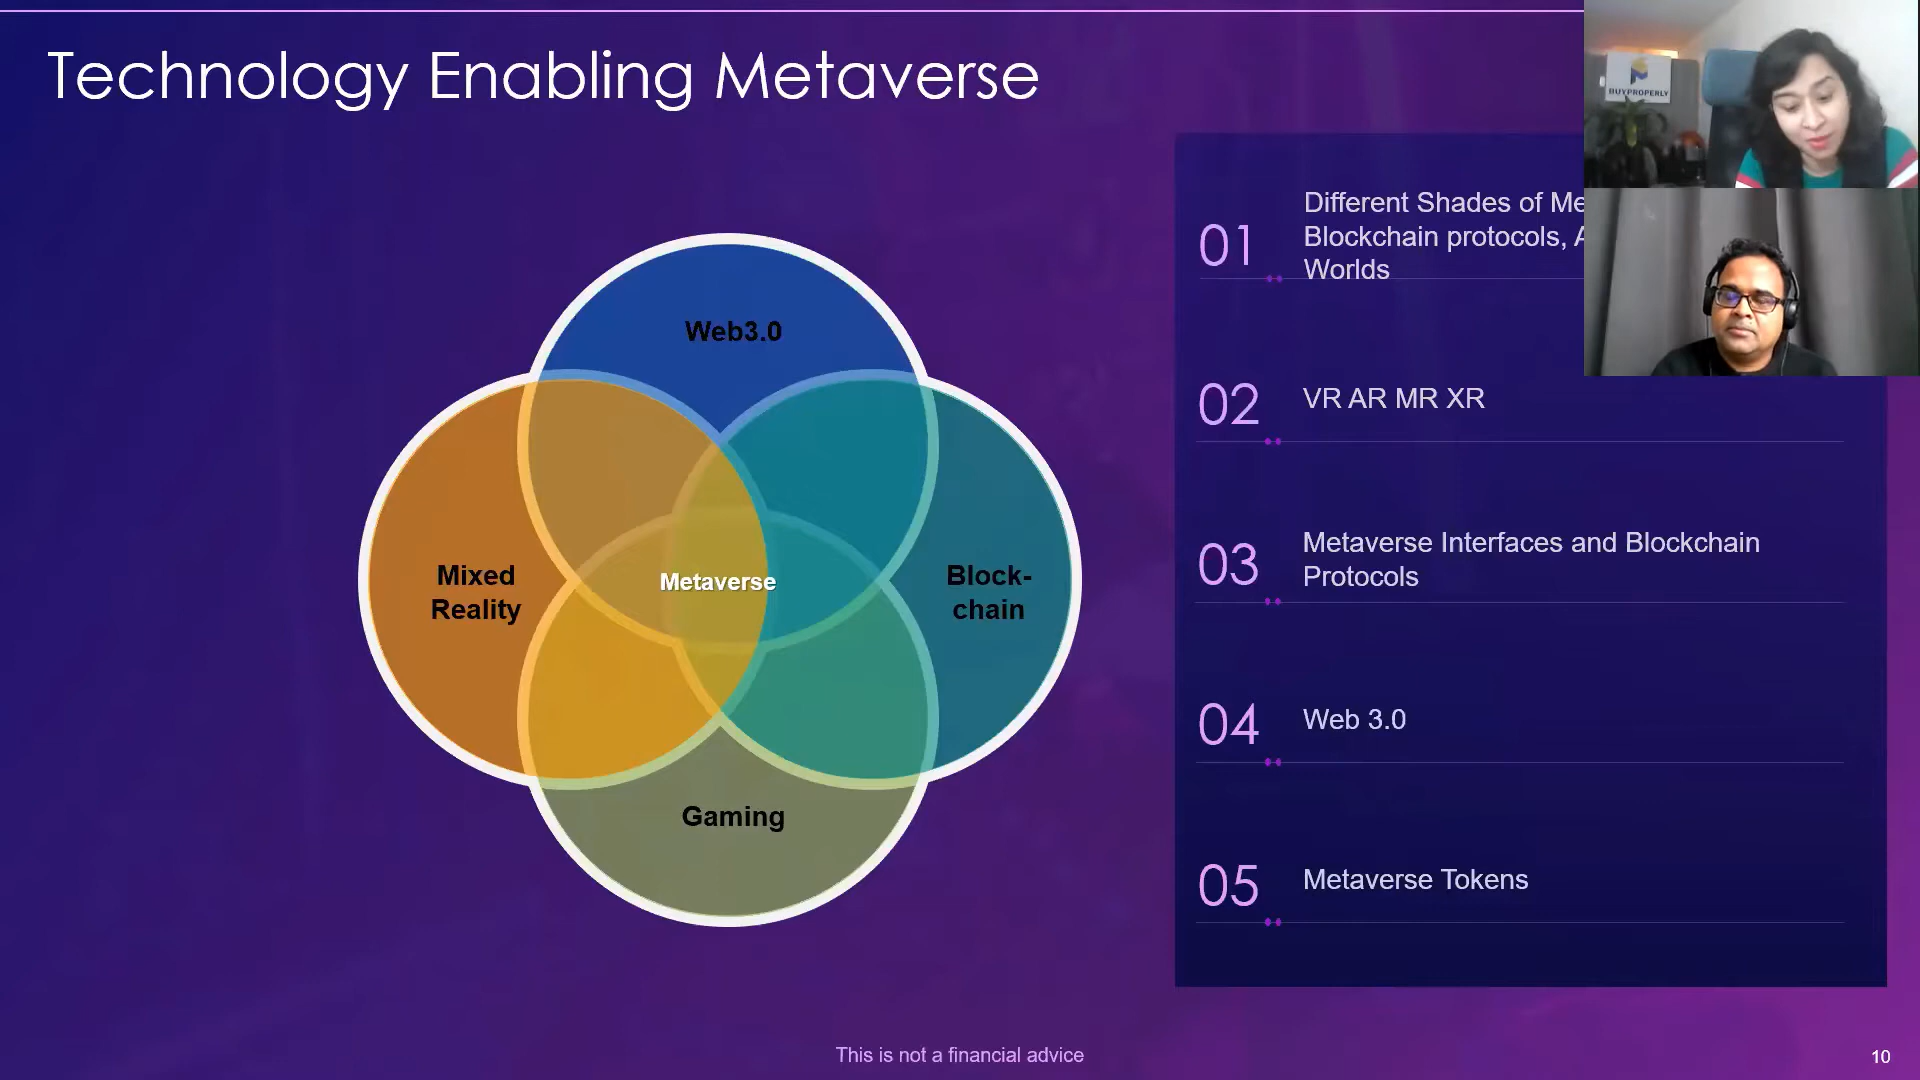 Technology Enabling Metaverse
BUYPROPERLY
Web3.0
Mixed
Reality
Metaverse
Block-
chain
Gaming
01
Different Shades of Me
Blockchain protocols, A
Worlds
02
VR AR MR XR
03
Metaverse Interfaces and Blockchain
Protocols
04
Web 3.0
05
Metaverse Tokens
This is not a financial advice
10